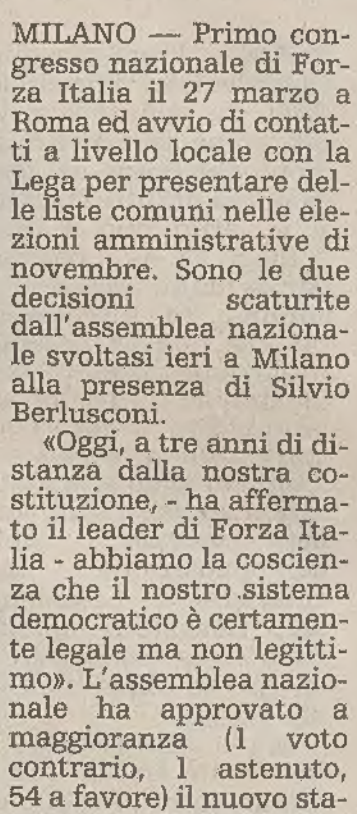 MILANO — Primo con-
gresso nazionale di For-
za Italia il 27 marzo a
Roma ed avvio di contat-
ti a livello locale con la
Lega per presentare del-
le liste comuni nelle ele-
zioni amministrative di
novembre. Sono le due
decisioni scaturite
dall'assemblea naziona-
le svoltasi ieri a Milano
alla presenza di Silvio
Berlusconi.
«Oggi, a tre anni di di-
stanza dalla nostra co-
stituzione, - ha afferma-
to il leader di Forza Ita-
lia - abbiamo la coscien-
za che il nostro sistema
democratico è certamen-
te legale ma non legitti-
mo». L'assemblea nazio-
nale ha approvato a
maggioranza (1 voto
contrario, 1 astenuto,
54 a favore) il nuovo sta-